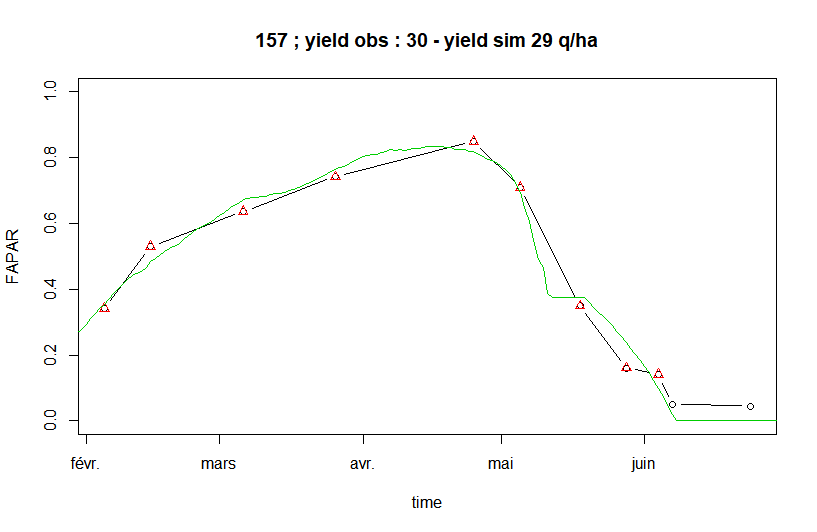 157 ; yield obs : 30 - yield sim 29 q/ha
1.0
0.8
0.6
0.4
0.2
0.0
FAPAR
févr. mars avr. mai juin
time